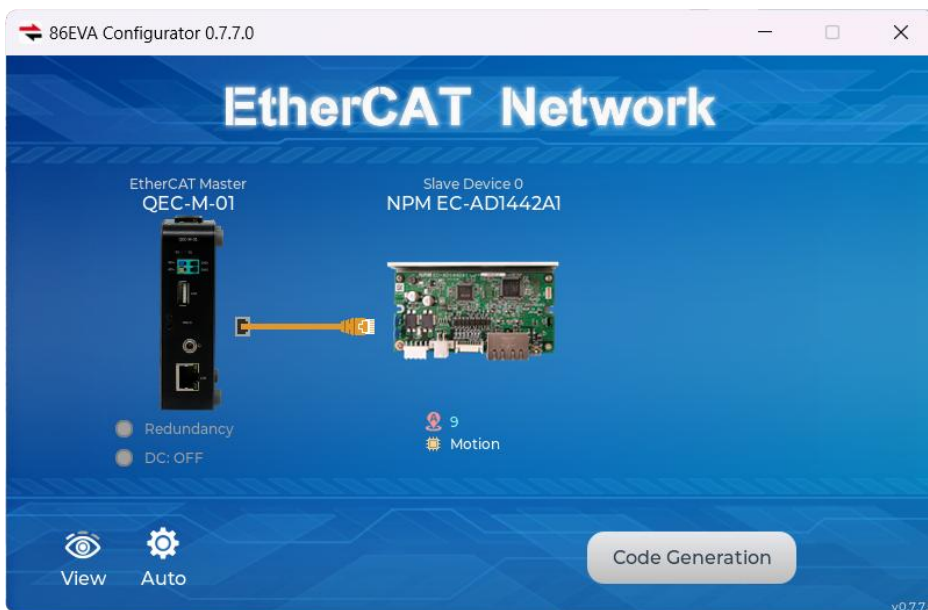 86EVA Configurator 0.7.7.0
EtherCAT Network
EtherCAT Master
QEC-M-01
Slave Device 0
NPM EC-AD1442A1
Redundancy
DC: OFF
9
Motion
View
Auto
Code Generation
v0.7.7